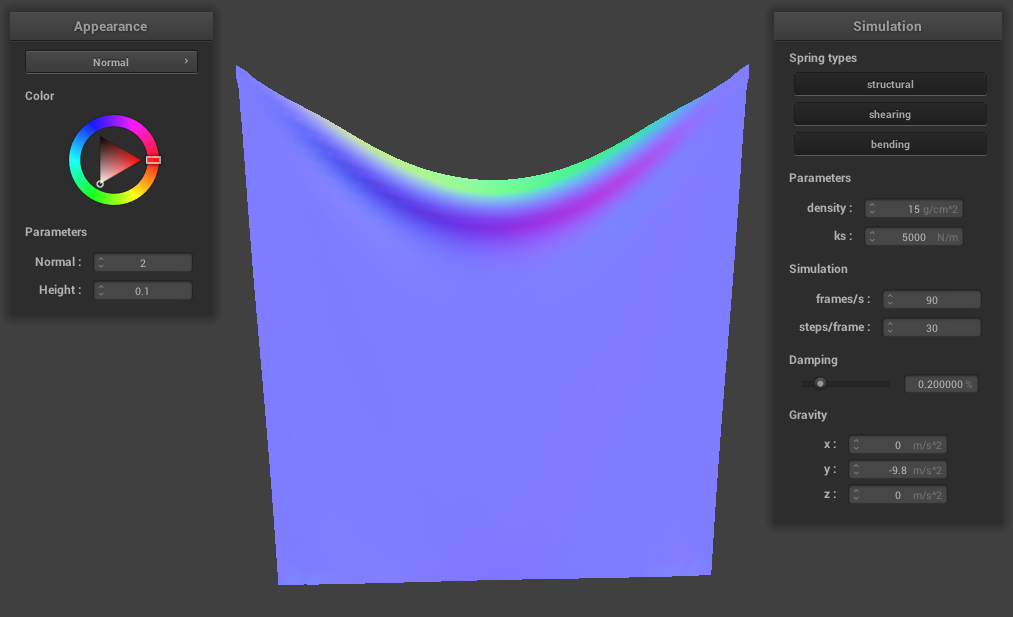 Appearance
Normal ›
Color
Parameters
Normal : 2
Height : 0.1
Simulation
Spring types
structural
shearing
bending
Parameters
density : 15 g/cm^2
ks : 5000 N/m
Simulation
frames/s : 90
steps/frame : 30
Damping
0.200000 %
Gravity
x : 0 m/s^2
y : -9.8 m/s^2
z : 0 m/s^2